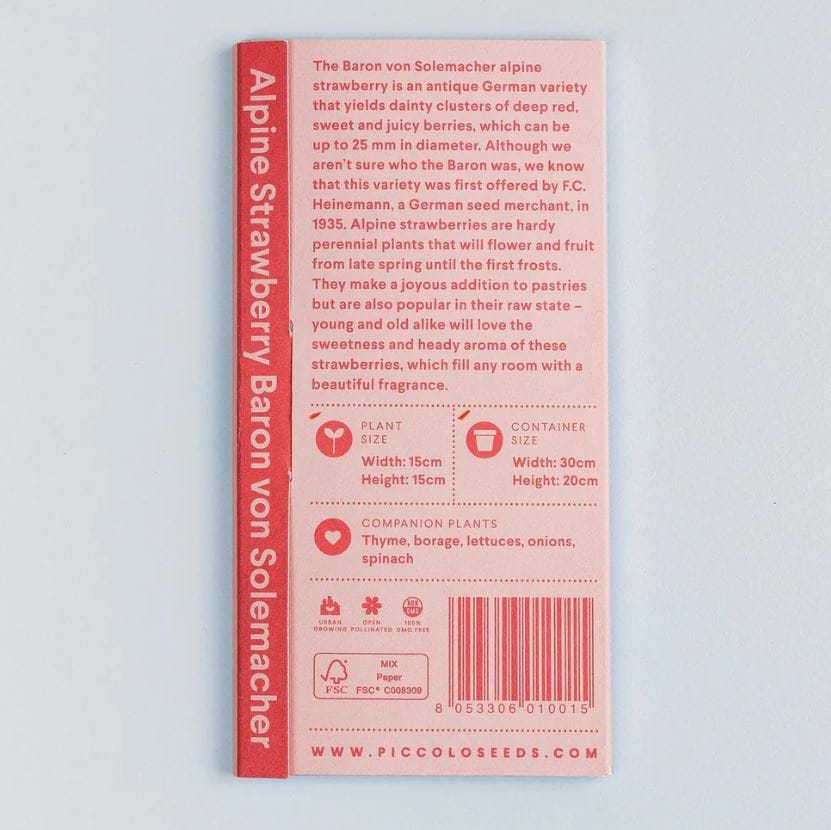 Alpine Strawberry Baron von Solemacher
The Baron von Solemacher alpine
strawberry is an antique German variety
that yields dainty clusters of deep red,
sweet and juicy berries, which can be
up to 25 mm in diameter. Although we
aren't sure who the Baron was, we know
that this variety was first offered by F.C.
Heinemann, a German seed merchant, in
1935. Alpine strawberries are hardy
perennial plants that will flower and fruit
from late spring until the first frosts.
They make a joyous addition to pastries
but are also popular in their raw state –
young and old alike will love the
sweetness and heady aroma of these
strawberries, which fill any room with a
beautiful fragrance.
PLANT
SIZE
Width: 15cm
Height: 15cm
CONTAINER
SIZE
Width: 30cm
Height: 20cm
COMPANION PLANTS
Thyme, borage, lettuces, onions,
spinach
URBAN
GROWING
OPEN
POLLINATED
NON
GMO
100%
GMO FREE
FSC
MIX
Paper
FSC® C008309
8 053306 010015
WWW.PICCOLOSEEDS.COM